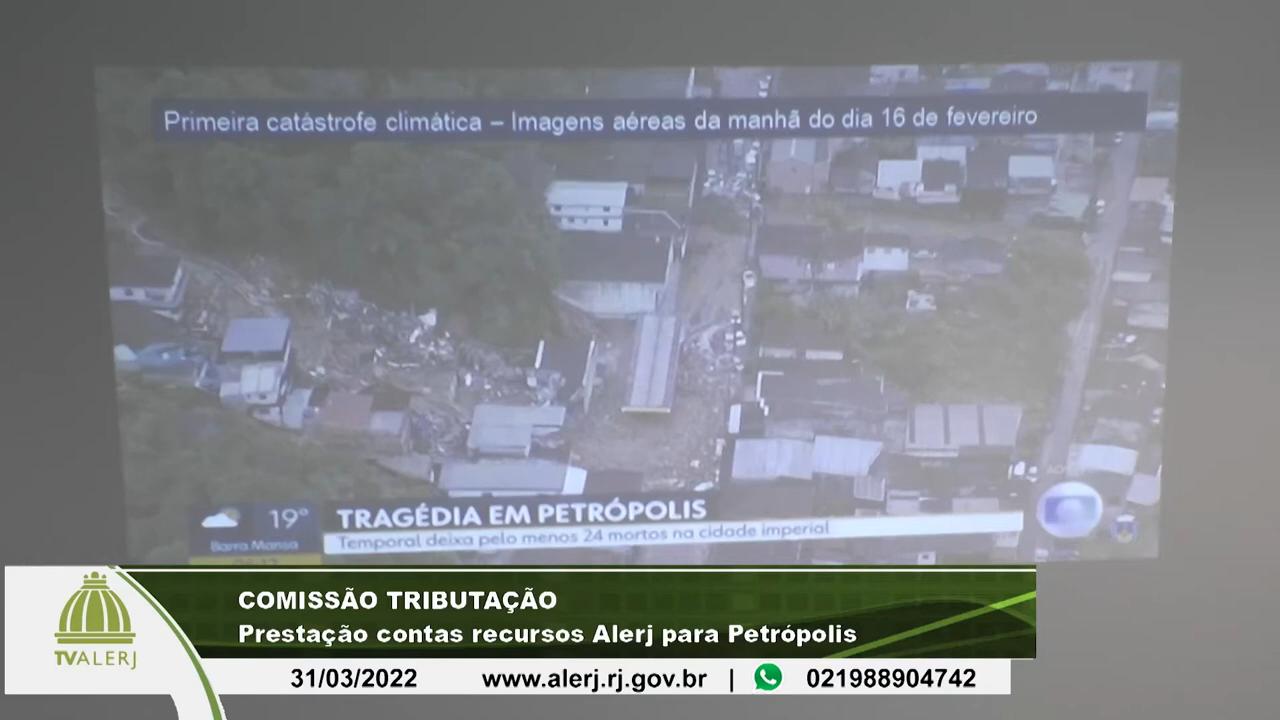 Primeira catástrofe climática – Imagens aéreas da manhã do dia 16 de fevereiro
19°
Barra Mansa
TRAGÉDIA EM PETRÓPOLIS
Temporal deixa pelo menos 24 mortos na cidade imperial
COMISSÃO TRIBUTAÇÃO
Prestação contas recursos Alerj para Petrópolis
TVALERJ
31/03/2022 www.alerj.rj.gov.br | 021988904742